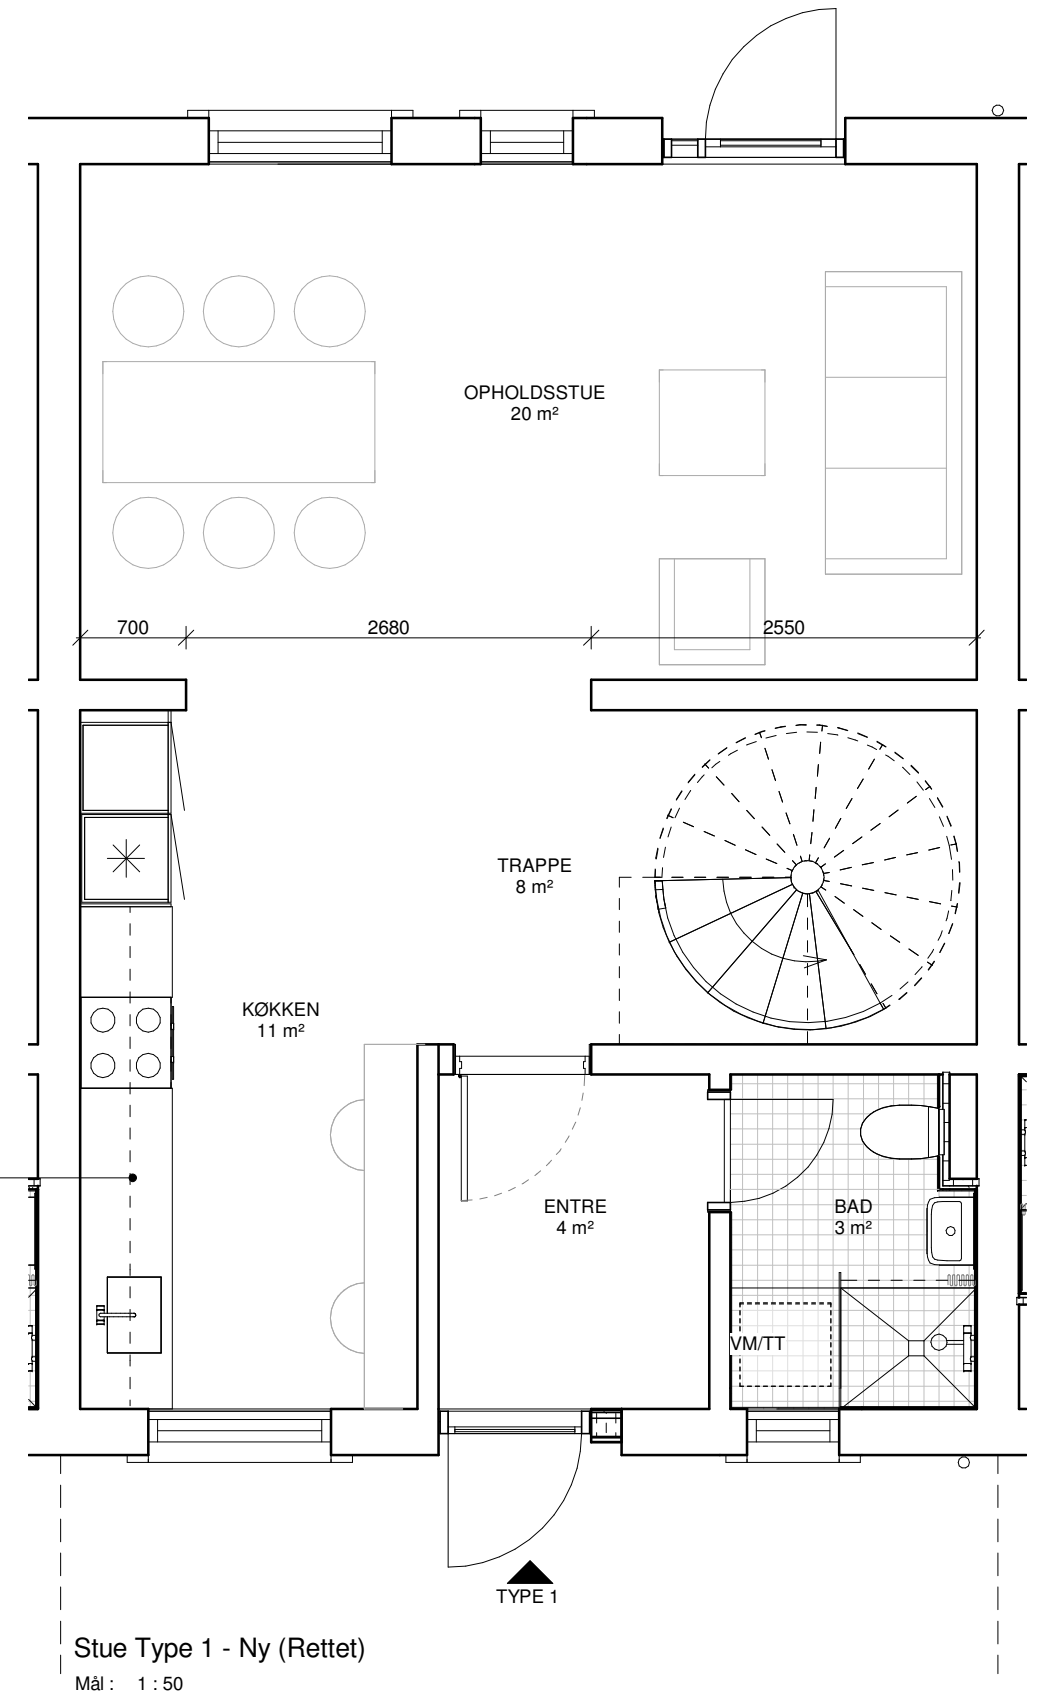 OPHOLDSSTUE
20 m²
700
2680
2550
TRAPPE
8 m²
KØKKEN
11 m²
ENTRE
4 m²
BAD
3 m²
VM/TT
TYPE 1
Stue Type 1 - Ny (Rettet)
Mål : 1 : 50